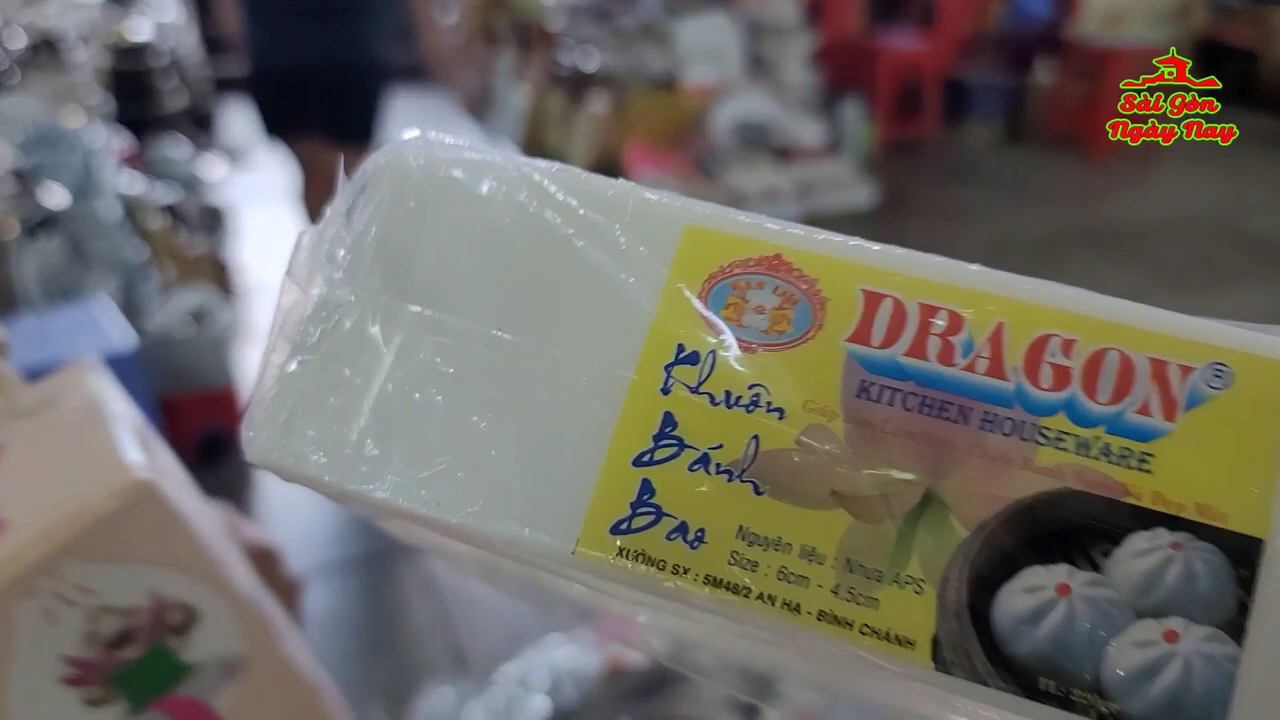 Sài Gòn
Ngày Nay
DRAGON®
KITCHEN HOUSEWARE
Khuôn
Bánh
Bao
Nguyên liệu : Nhựa APS
Size : 6cm - 4.5cm
XƯỞNG SX : 5M48/2 AN HẠ - BÌNH CHÁNH